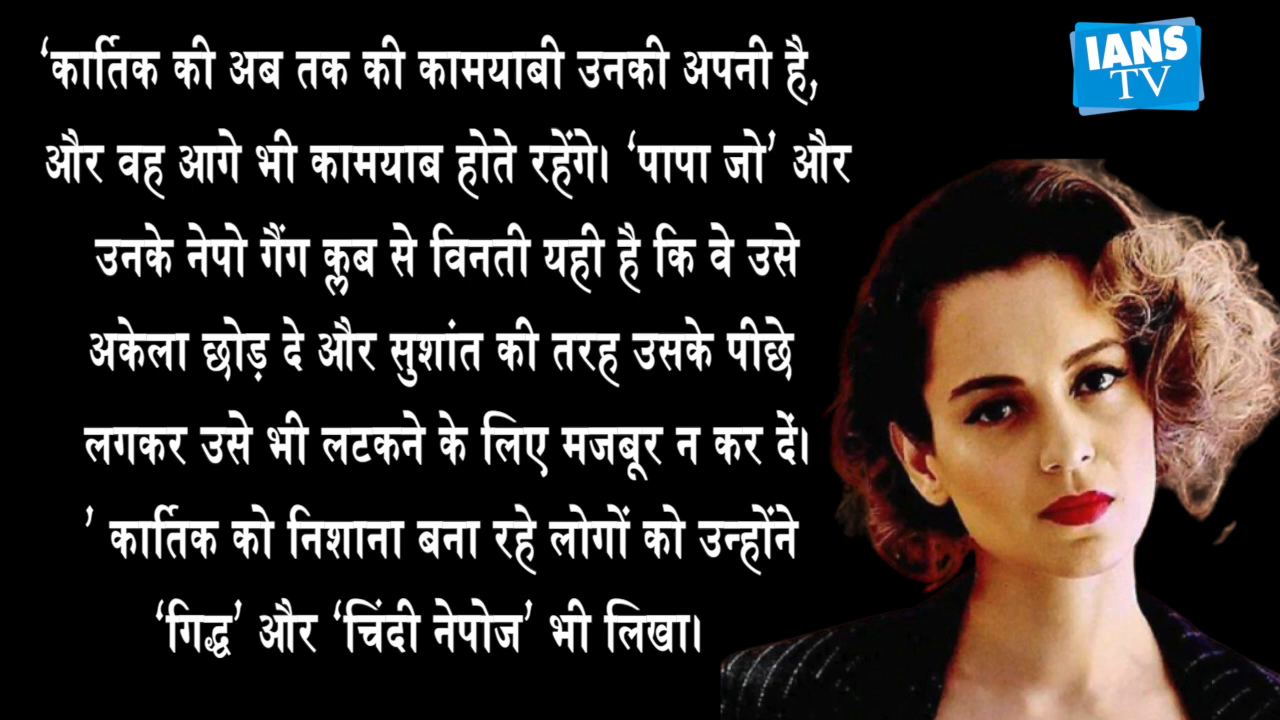 ‘कार्तिक की अब तक की कामयाबी उनकी अपनी है,
और वह आगे भी कामयाब होते रहेंगे। ‘पापा जो’ और
उनके नेपो गैंग क्लब से विनती यही है कि वे उसे
अकेला छोड़ दे और सुशांत की तरह उसके पीछे
लगकर उसे भी लटकने के लिए मजबूर न कर दें।
’ कार्तिक को निशाना बना रहे लोगों को उन्होंने
‘गिद्ध’ और ‘चिंदी नेपोज’ भी लिखा।
IANS
TV